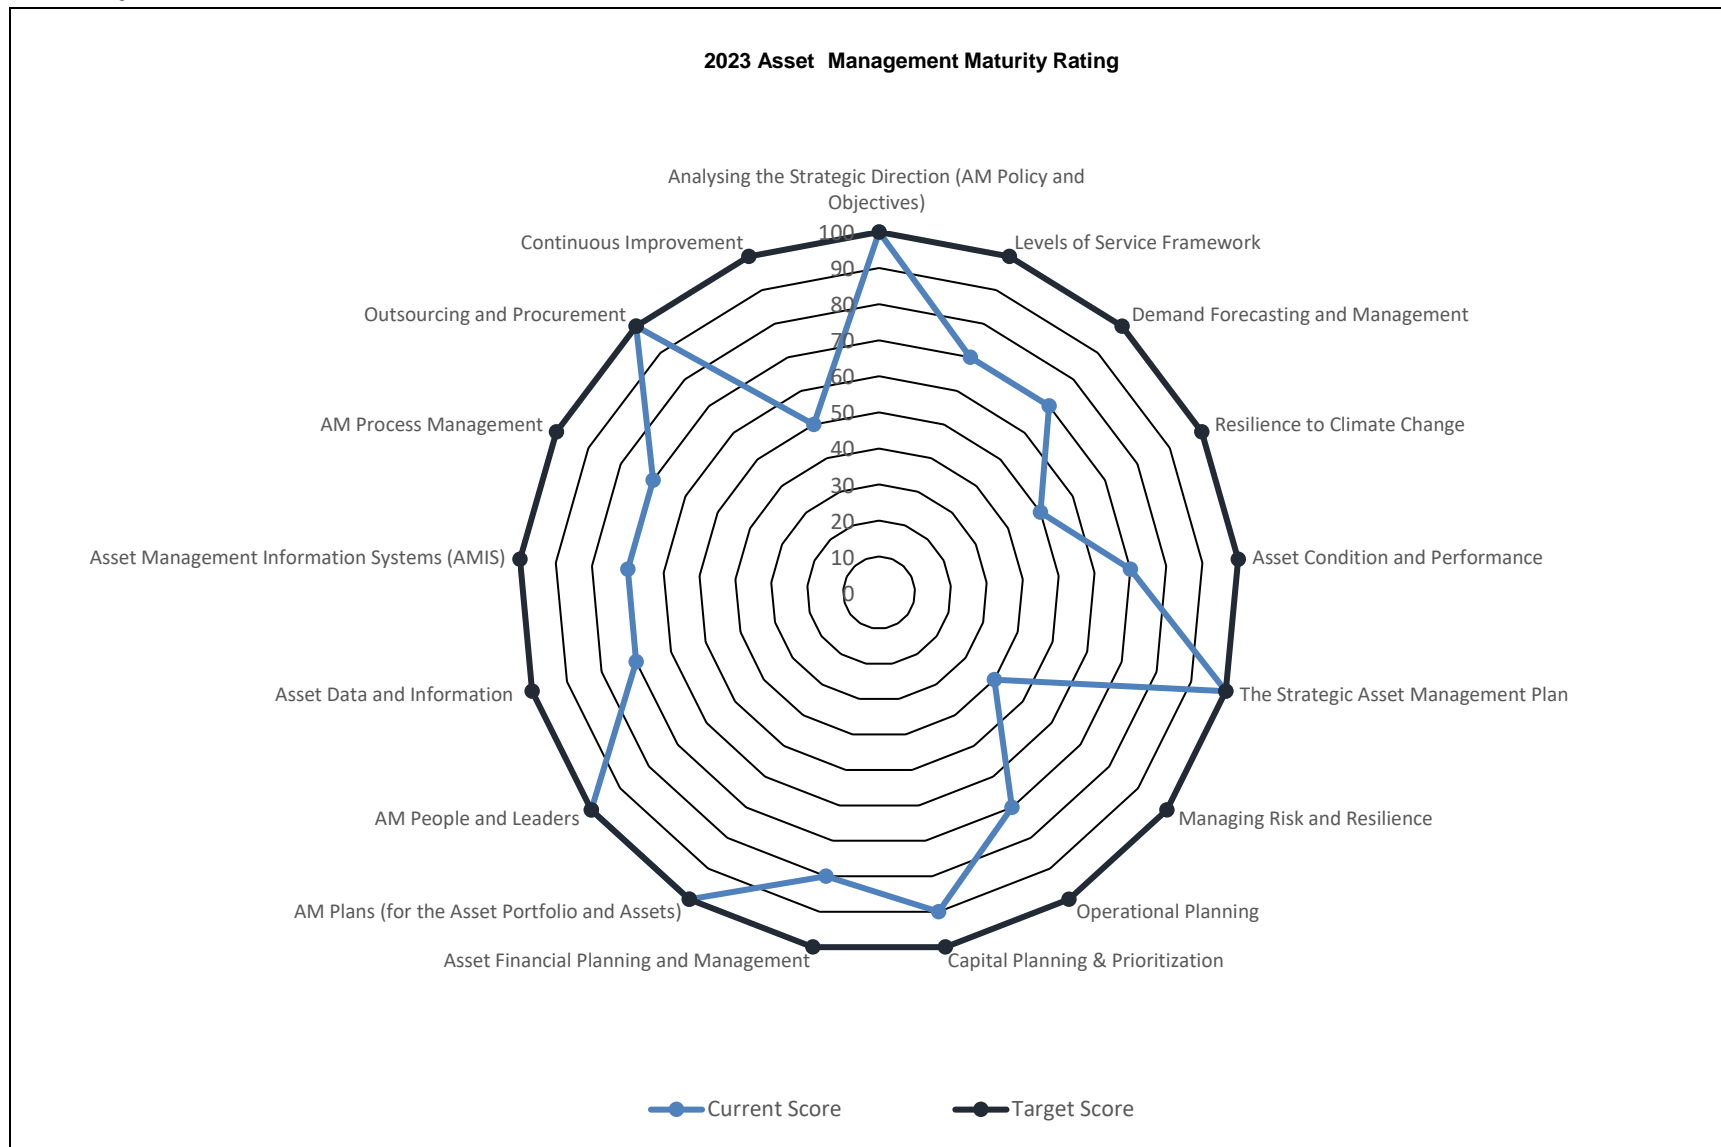 2023 Asset  Management Maturity Rating
Analysing the Strategic Direction (AM Policy and
Objectives)
Levels of Service Framework
Demand Forecasting and Management
Resilience to Climate Change
Asset Condition and Performance
The Strategic Asset Management Plan
Managing Risk and Resilience
Operational Planning
Capital Planning & Prioritization
Asset Financial Planning and Management
AM Plans (for the Asset Portfolio and Assets)
AM People and Leaders
Asset Data and Information
Asset Management Information Systems (AMIS)
AM Process Management
Outsourcing and Procurement
Continuous Improvement
100
90
80
70
60
50
40
30
20
10
0
Current Score
Target Score